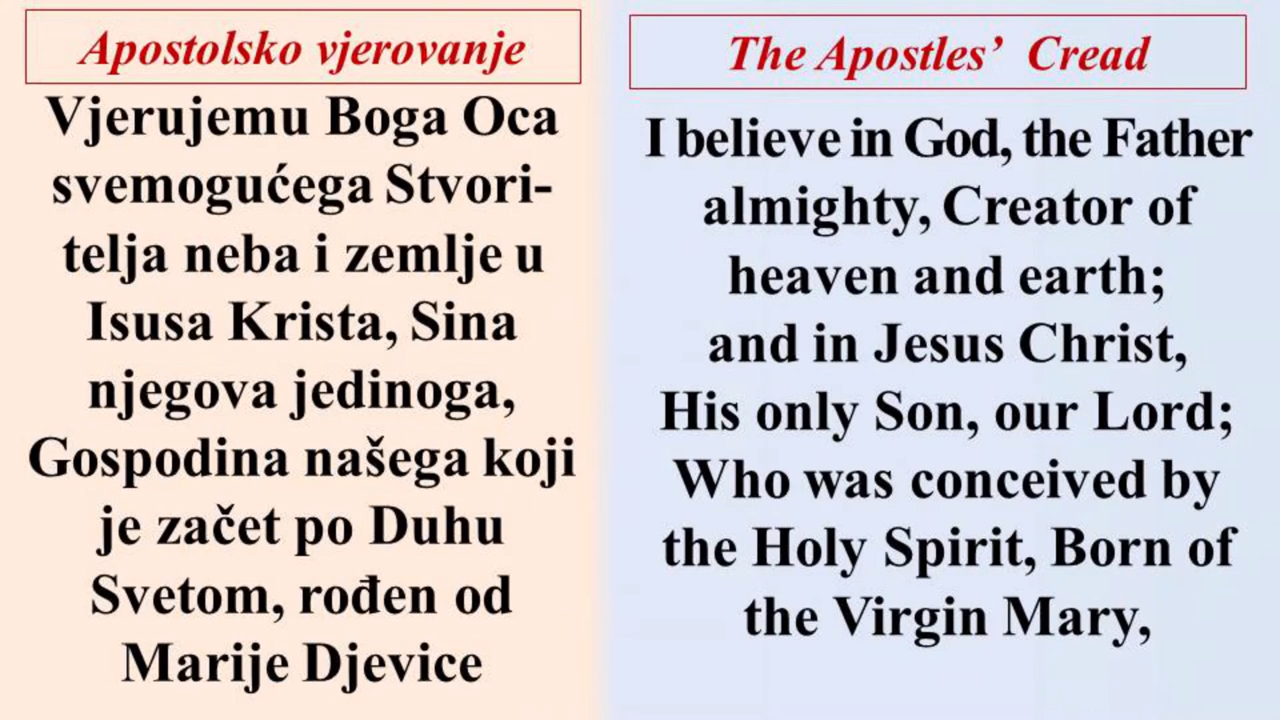 Apostolsko vjerovanje
Vjerujemu Boga Oca
svemogućega Stvori-
telja neba i zemlje u
Isusa Krista, Sina
njegova jedinoga,
Gospodina našega koji
je začet po Duhu
Svetom, rođen od
Marije Djevice
The Apostles’ Cread
I believe in God, the Father
almighty, Creator of
heaven and earth;
and in Jesus Christ,
His only Son, our Lord;
Who was conceived by
the Holy Spirit, Born of
the Virgin Mary,